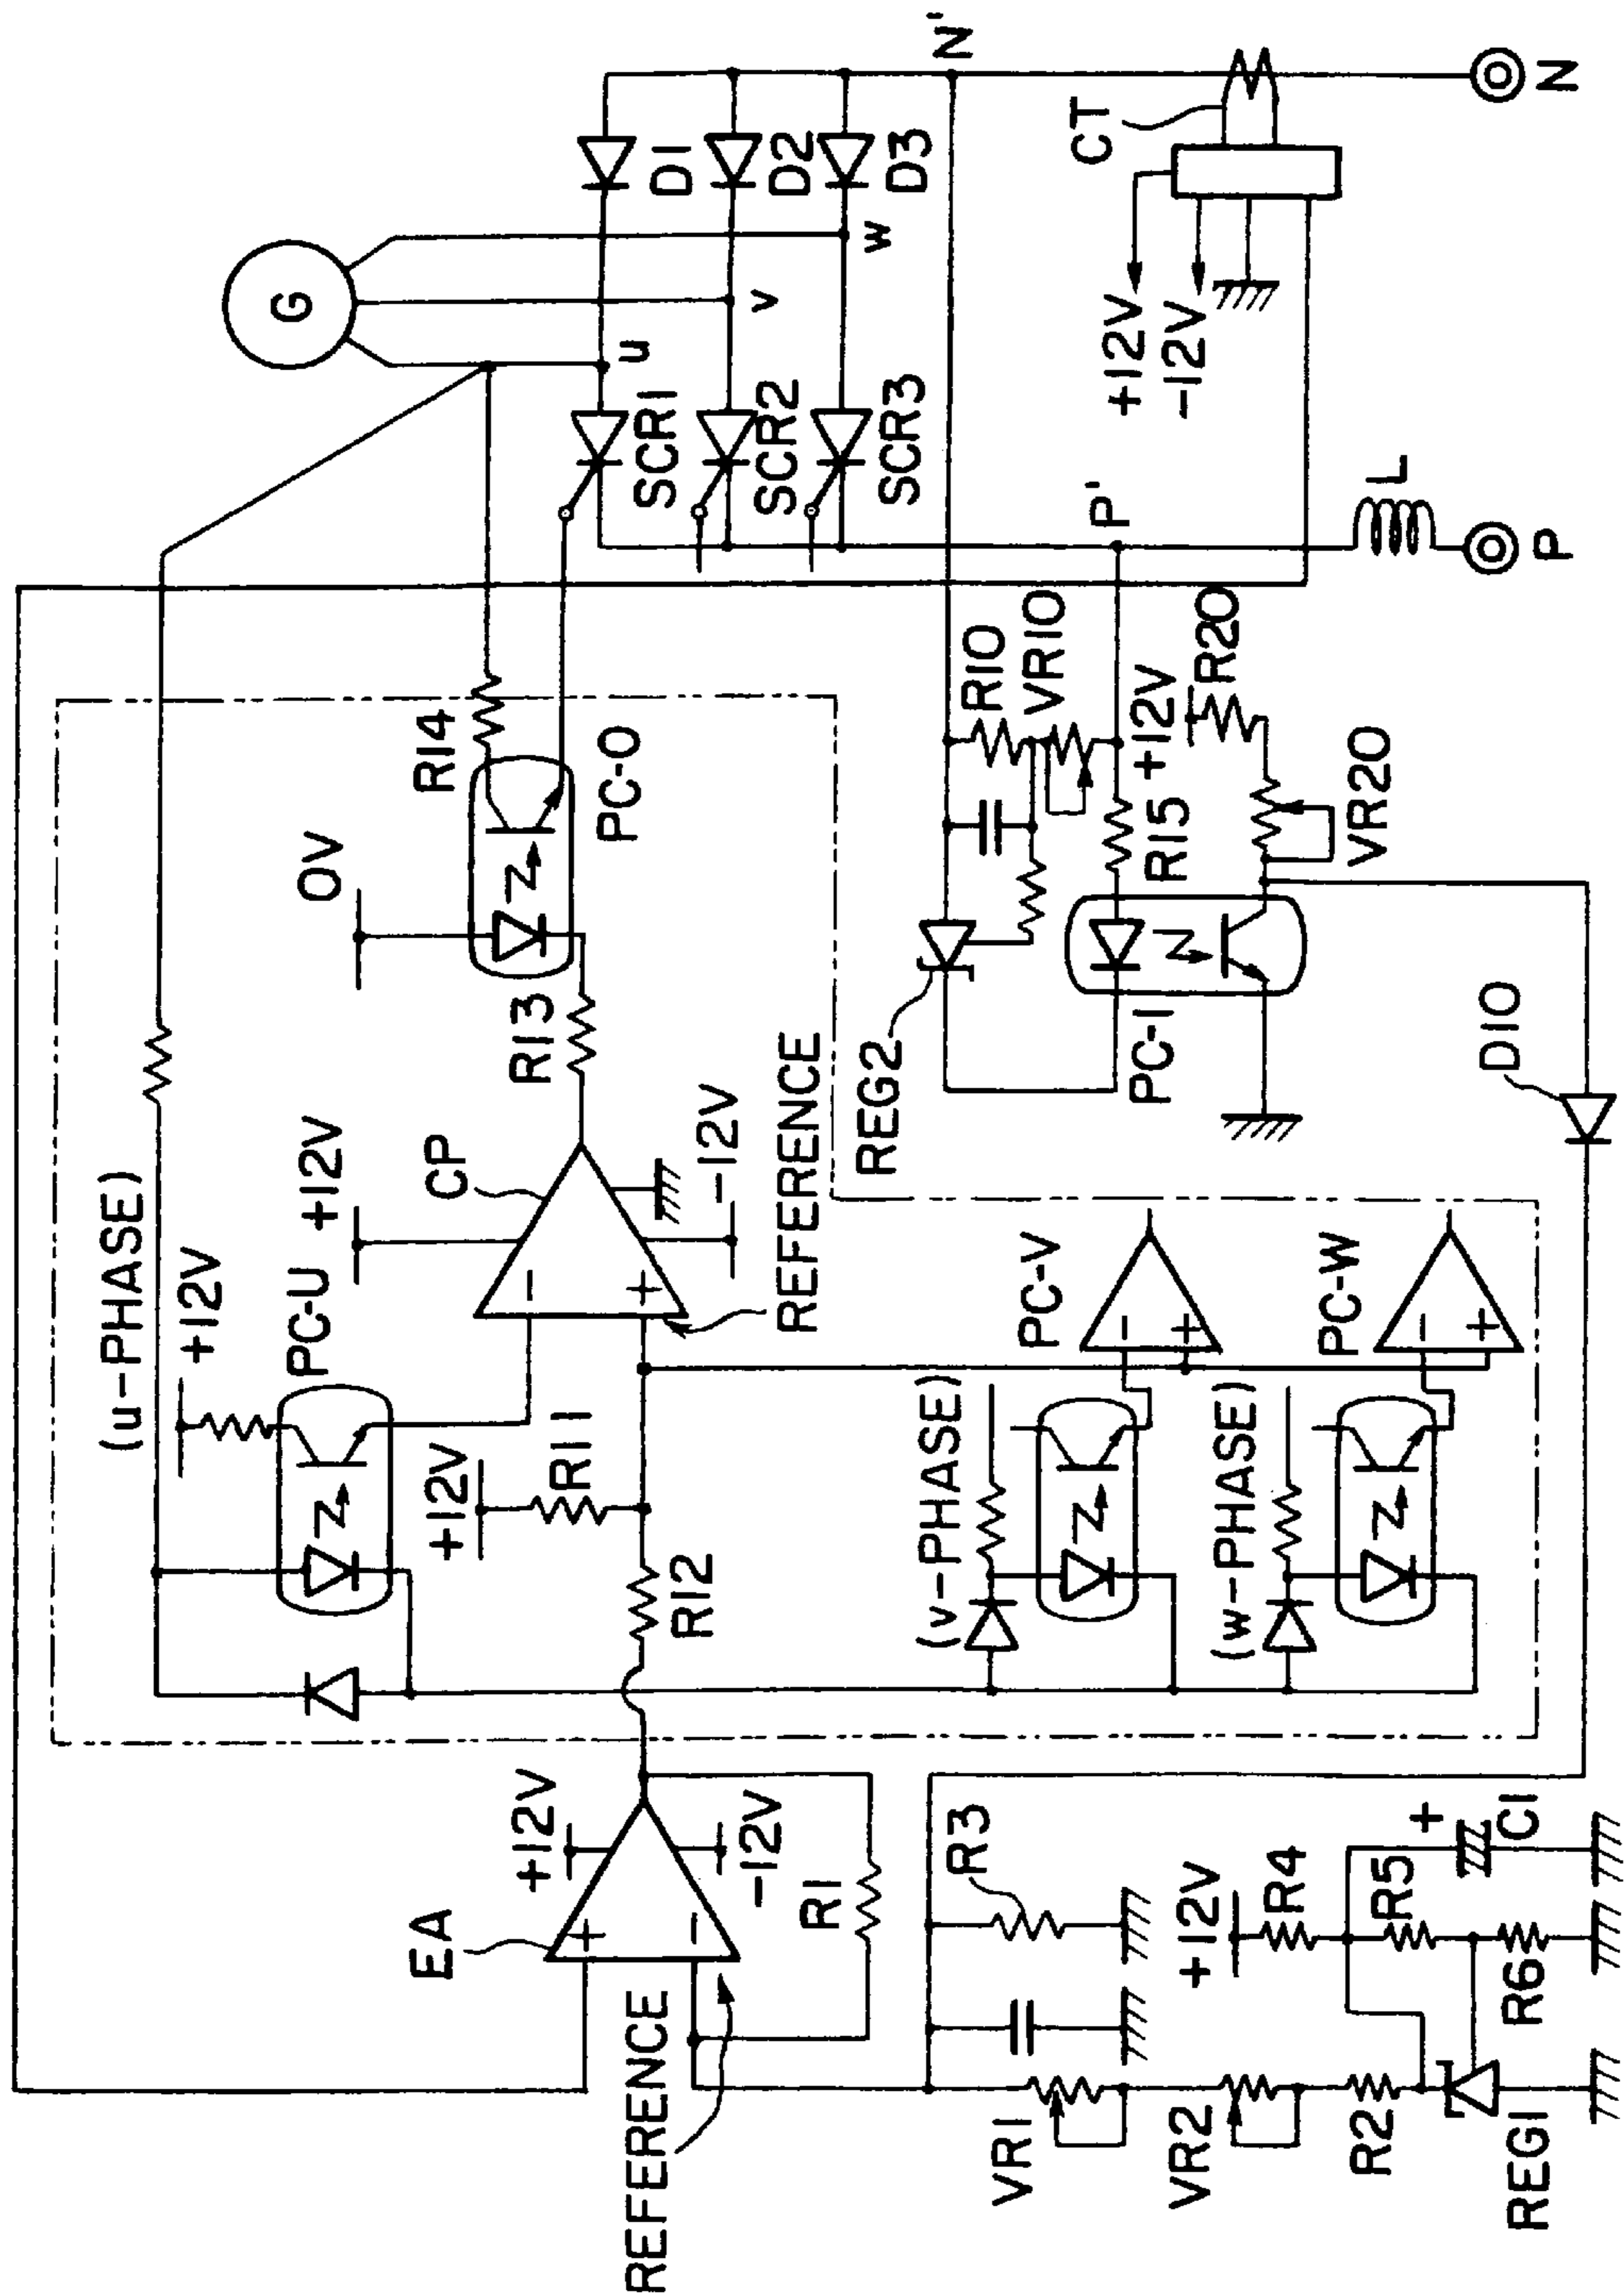 G
N'
N
CT
D1
D2
D3
u
v
w
SCR1
SCR2
SCR3
+12V
-12V
P'
L
P
R14
PC-O
0V
R13
R10
VR10
+12V
R20
R15
VR20
PC-1
REG2
D10
(u-PHASE)
+12V
PC-U
+12V
CP
-12V
REFERENCE
+12V
R11
R12
-
+
PC-V
(v-PHASE)
-
+
PC-W
(w-PHASE)
-
+
EA
+12V
-12V
+
-
REFERENCE
R1
R3
+12V
R4
R5
+
C1
R6
VR1
VR2
R2
REG1